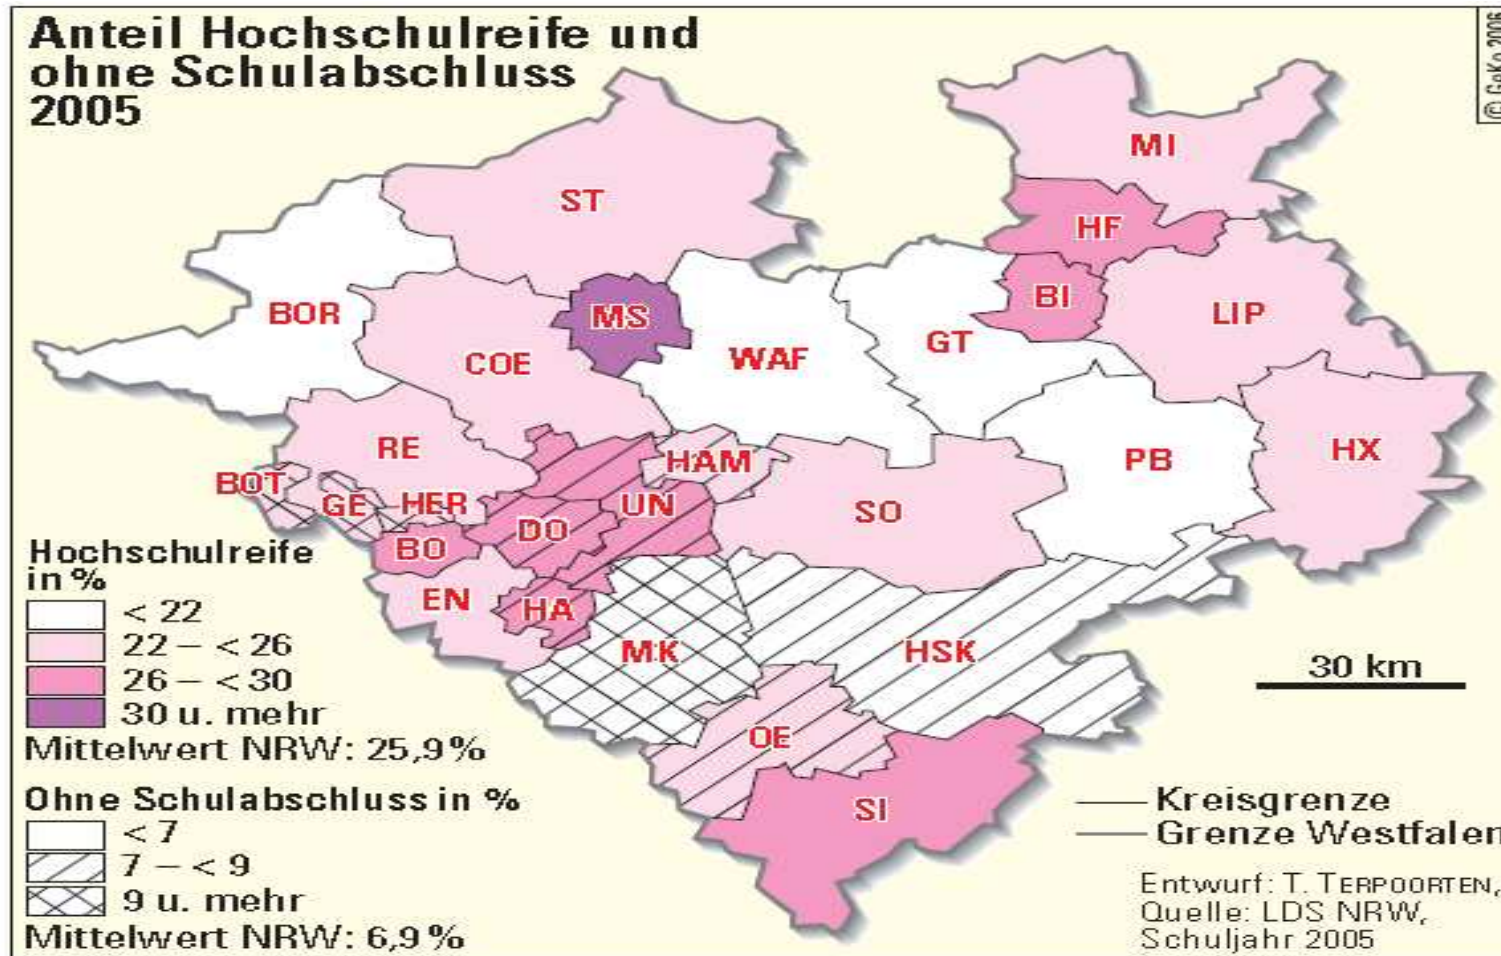 Anteil Hochschulreife und
ohne Schulabschluss
2005
© GeKo 2006
MI
ST
HF
BI
BOR
MS
LIP
GT
COE
WAF
RE
HAM
PB
HX
BOT
GE
HER
UN
SO
DO
BO
EN
HA
MK
HSK
OE
SI
Hochschulreife
in %
< 22
22 – < 26
26 – < 30
30 u. mehr
Mittelwert NRW: 25,9 %
Ohne Schulabschluss in %
< 7
7 – < 9
9 u. mehr
Mittelwert NRW: 6,9 %
30 km
Kreisgrenze
Grenze Westfalen
Entwurf: T. TERPOORTEN,
Quelle: LDS NRW,
Schuljahr 2005